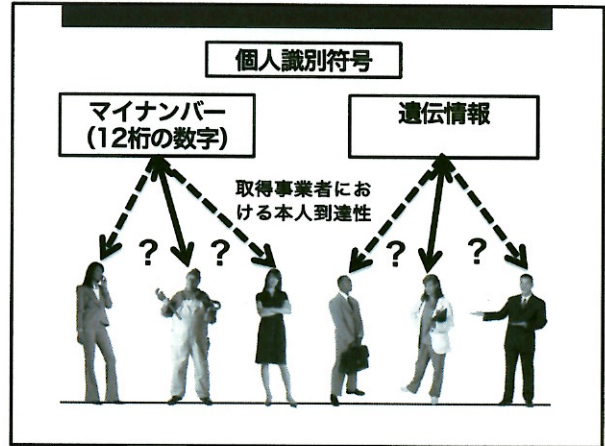 個人識別符号
マイナンバー
(12桁の数字)
遺伝情報
取得事業者にお
ける本人到達性
? ?
? ?